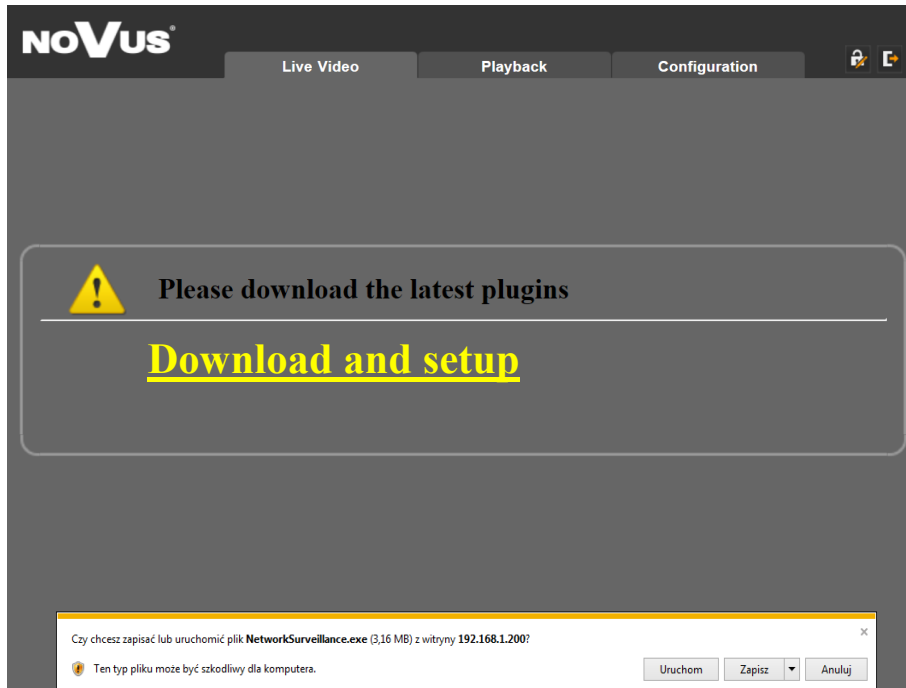 NOVUS®
Live Video Playback Configuration
Please download the latest plugins
Download and setup
Czy chcesz zapisać lub uruchomić plik NetworkSurveillance.exe (3,16 MB) z witryny 192.168.1.200?
Ten typ pliku może być szkodliwy dla komputera.
Uruchom Zapisz Anuluj